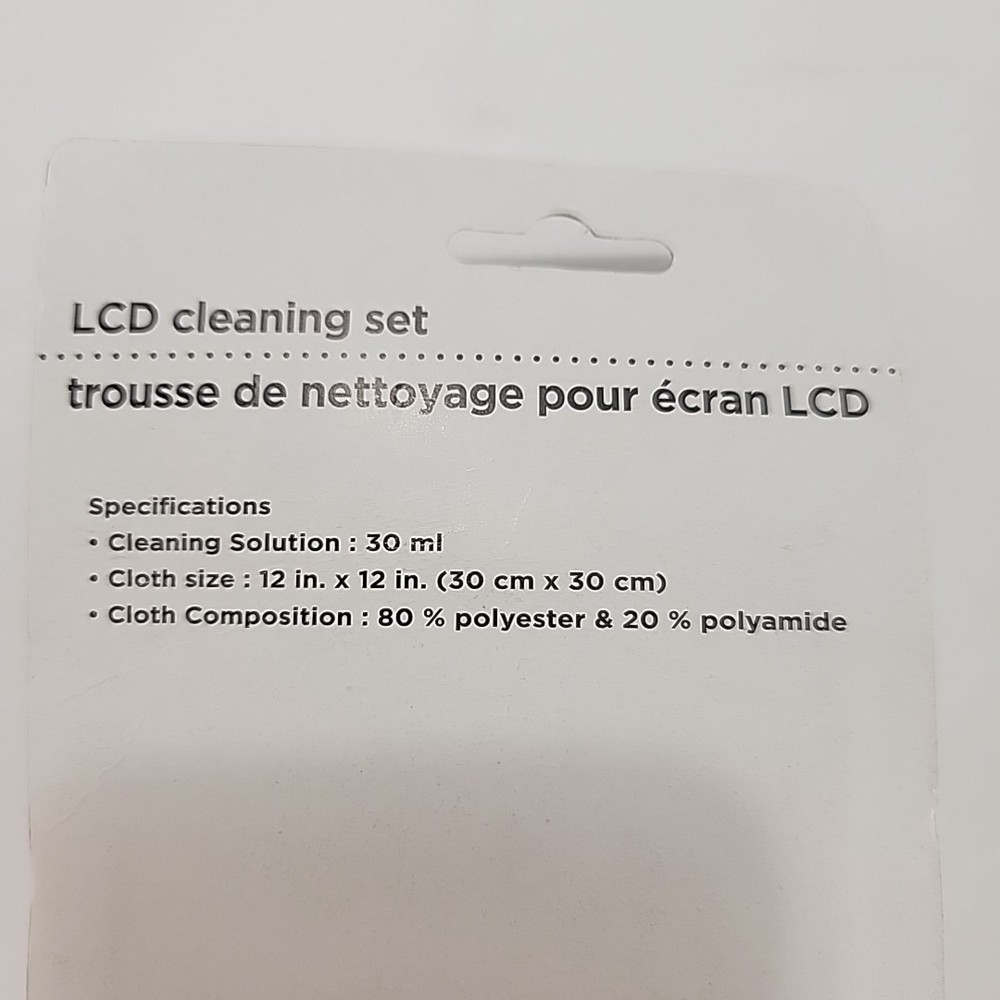 LCD cleaning set
trousse de nettoyage pour écran LCD
Specifications
• Cleaning Solution : 30 ml
• Cloth size : 12 in. x 12 in. (30 cm x 30 cm)
• Cloth Composition : 80 % polyester & 20 % polyamide